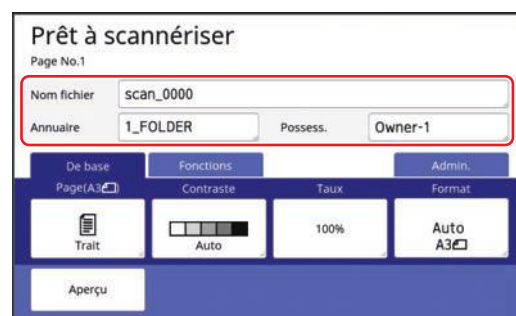 Prêt à scannériser
Page No.1
Nom fichier scan_0000
Annuaire 1_FOLDER Possess. Owner-1
De base Fonctions Admin.
Page(A3) Contraste Taux Format
Trait Auto 100% Auto A3
Aperçu